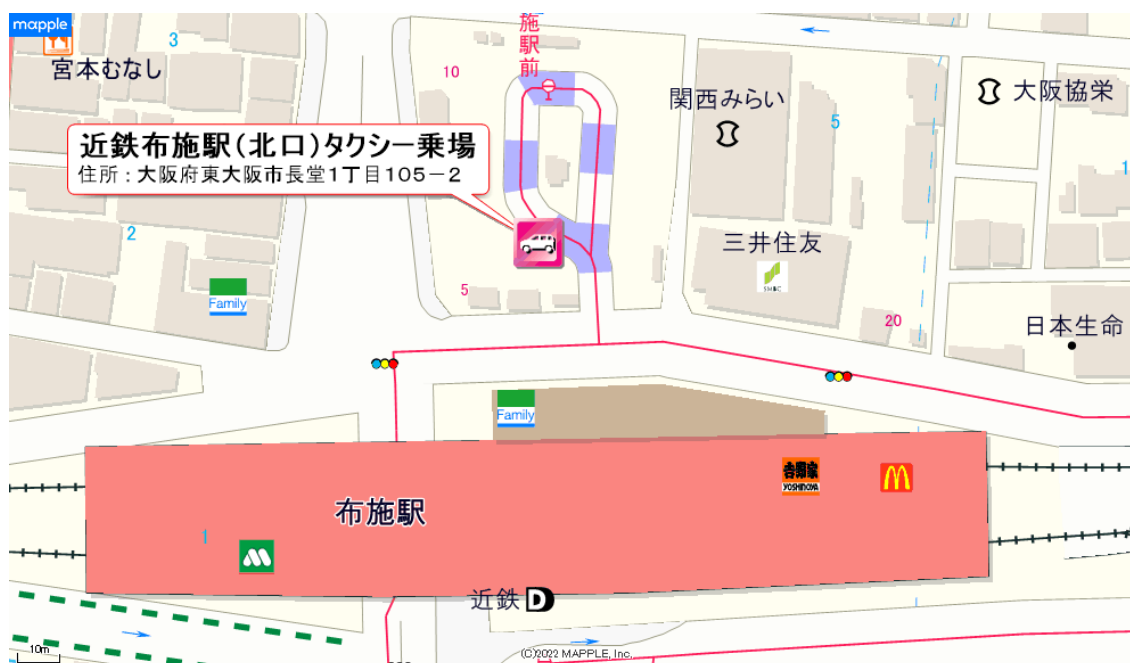 mapple
3
宮本むなし
施駅前
10
関西みらい
5
大阪協栄
1
近鉄布施駅(北口)タクシー乗場
住所:大阪府東大阪市長堂1丁目105-2
2
三井住友
SMBC
Family
5
20
日本生命
Family
吉野家
YOSHINOYA
布施駅
1
近鉄 D
10m
(C)2022 MAPPLE, Inc.